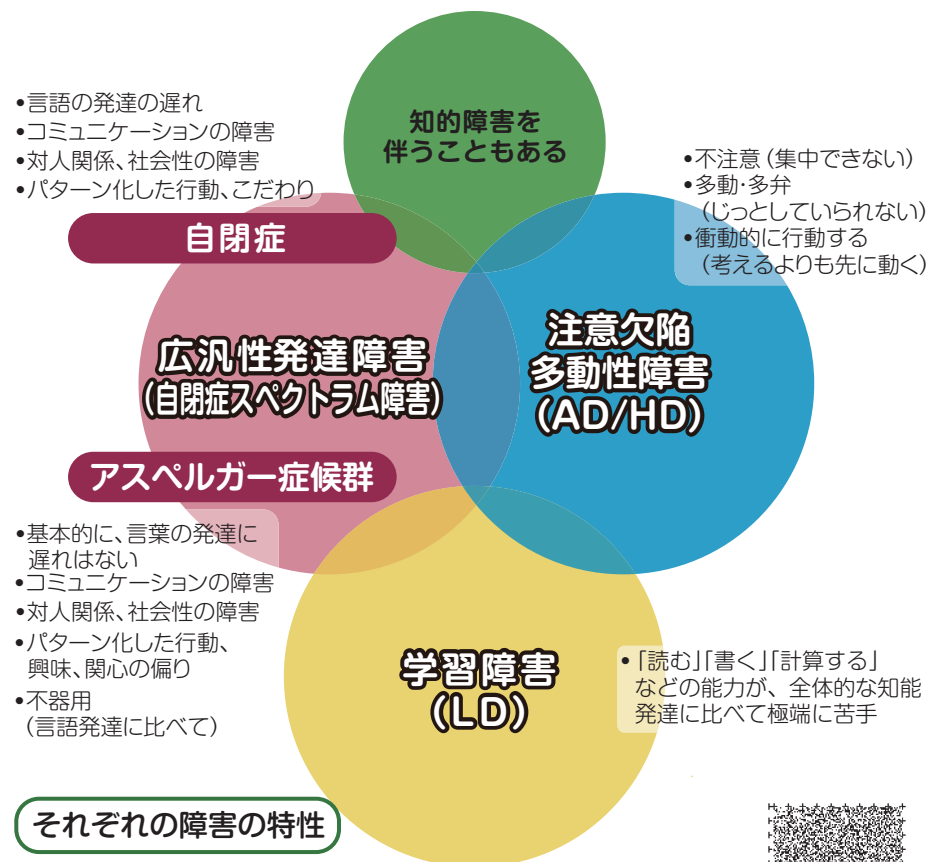 •言語の発達の遅れ
•コミュニケーションの障害
•対人関係、社会性の障害
•パターン化した行動、こだわり
自閉症
知的障害を
伴うこともある
•不注意(集中できない)
•多動・多弁
(じっとしていられない)
•衝動的に行動する
(考えるよりも先に動く)
広汎性発達障害
(自閉症スペクトラム障害)
注意欠陥
多動性障害
(AD/HD)
アスペルガー症候群
•基本的に、言葉の発達に
遅れはない
•コミュニケーションの障害
•対人関係、社会性の障害
•パターン化した行動、
興味、関心の偏り
•不器用
(言語発達に比べて)
学習障害
(LD)
•「読む」「書く」「計算する」
などの能力が、全体的な知能
発達に比べて極端に苦手
それぞれの障害の特性